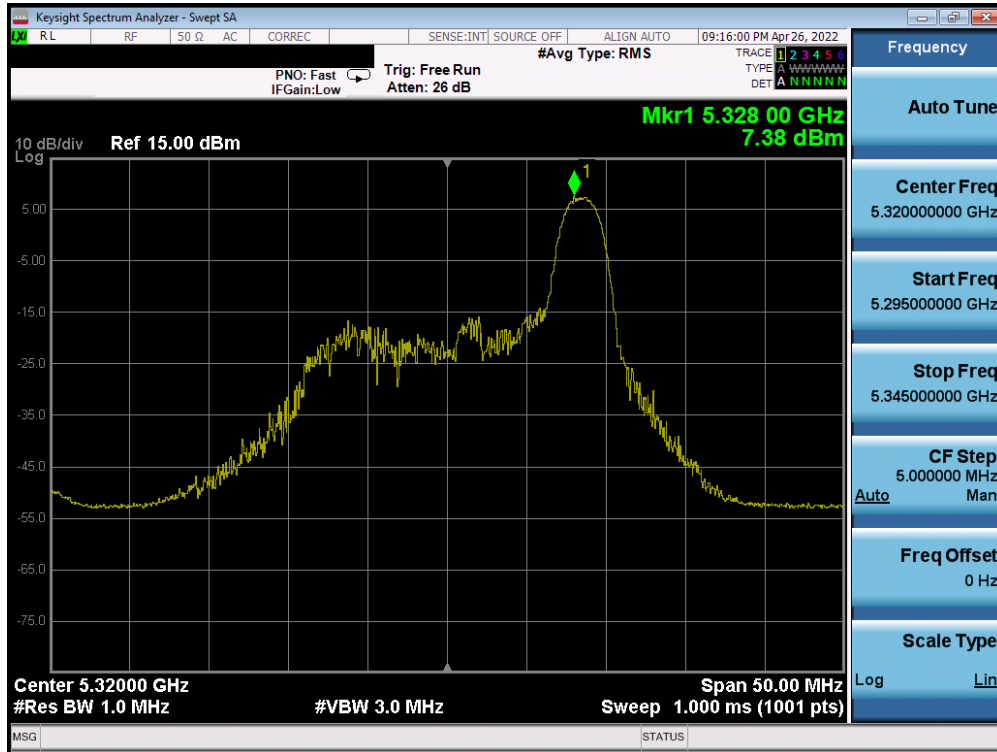 Keysight Spectrum Analyzer - Swept SA
LXI RL RF 50 Ω AC CORREC SENSE:INT SOURCE OFF ALIGN AUTO 09:16:00 PM Apr 26, 2022
#Avg Type: RMS
TRACE 1 2 3 4 5 6
PNO: Fast Trig: Free Run
TYPE A WWWWW
IFGain:Low Atten: 26 dB
DET A N N N N N
Mkr1 5.328 00 GHz
7.38 dBm
10 dB/div Ref 15.00 dBm
Log
1
5.00
-5.00
-15.0
-25.0
-35.0
-45.0
-55.0
-65.0
-75.0
Center 5.32000 GHz Span 50.00 MHz
#Res BW 1.0 MHz #VBW 3.0 MHz Sweep 1.000 ms (1001 pts)
MSG STATUS
Frequency
Auto Tune
Center Freq
5.320000000 GHz
Start Freq
5.295000000 GHz
Stop Freq
5.345000000 GHz
CF Step
5.000000 MHz
Auto Man
Freq Offset
0 Hz
Scale Type
Log Lin